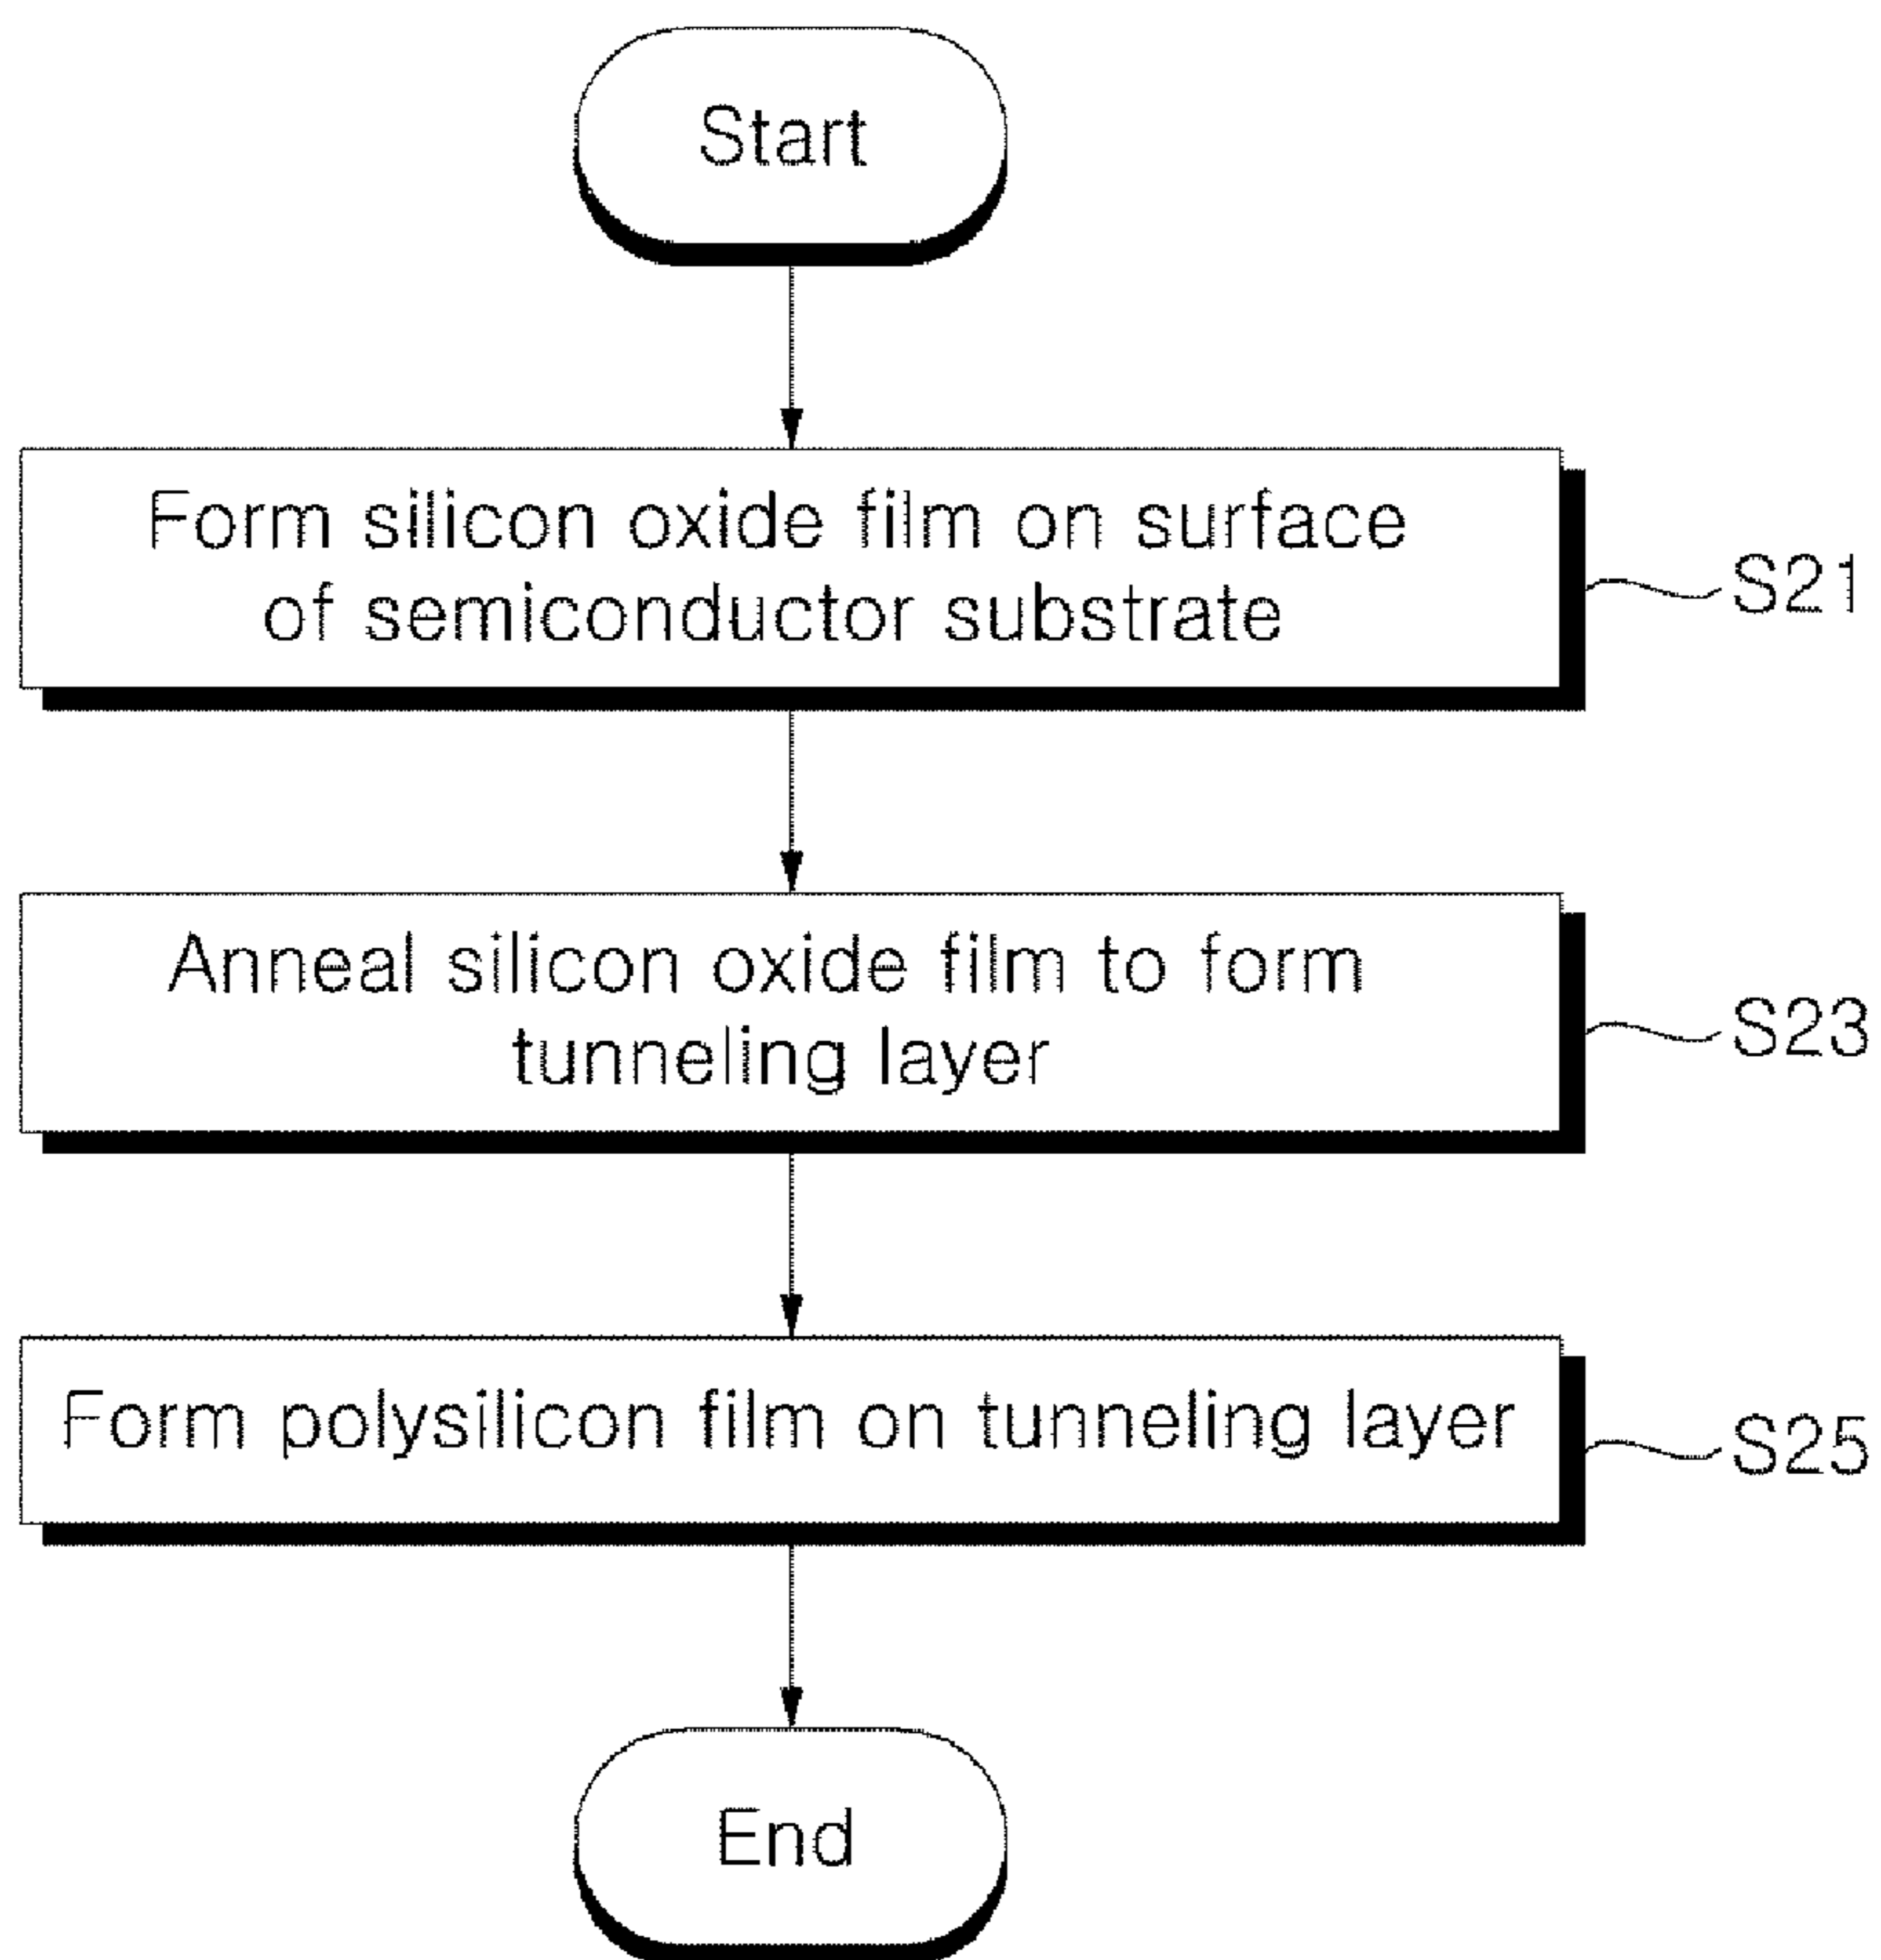 Start
Form silicon oxide film on surface
of semiconductor substrate
S21
Anneal silicon oxide film to form
tunneling layer
S23
Form polysilicon film on tunneling layer
S25
End